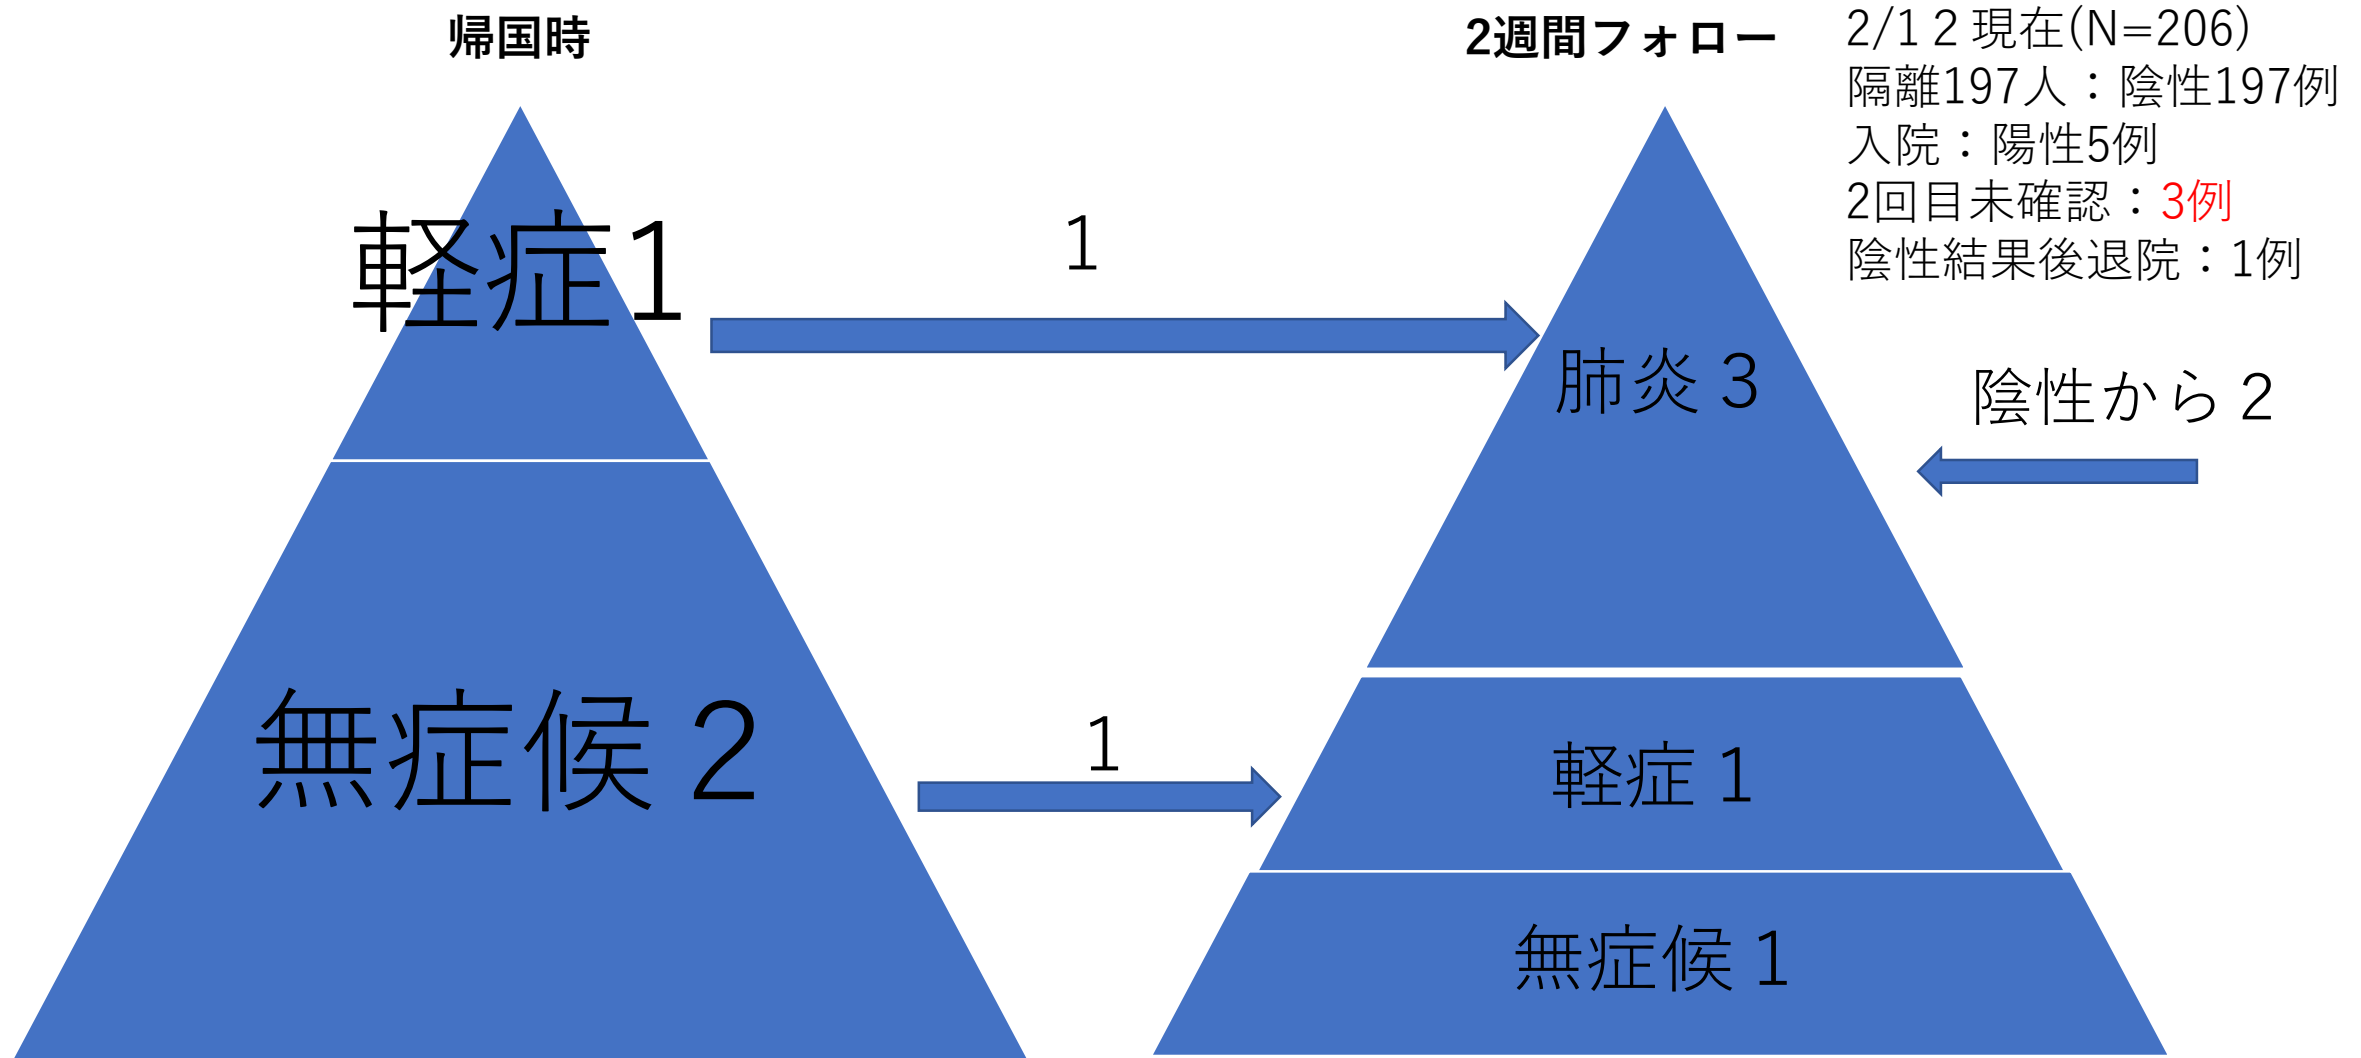 帰国時
2週間フォロー
2/1２現在(N=206)
隔離197人：陰性197例
入院：陽性5例
2回目未確認：3例
陰性結果後退院：1例
軽症1
1
肺炎３
陰性から２
無症候２
1
軽症１
無症候１